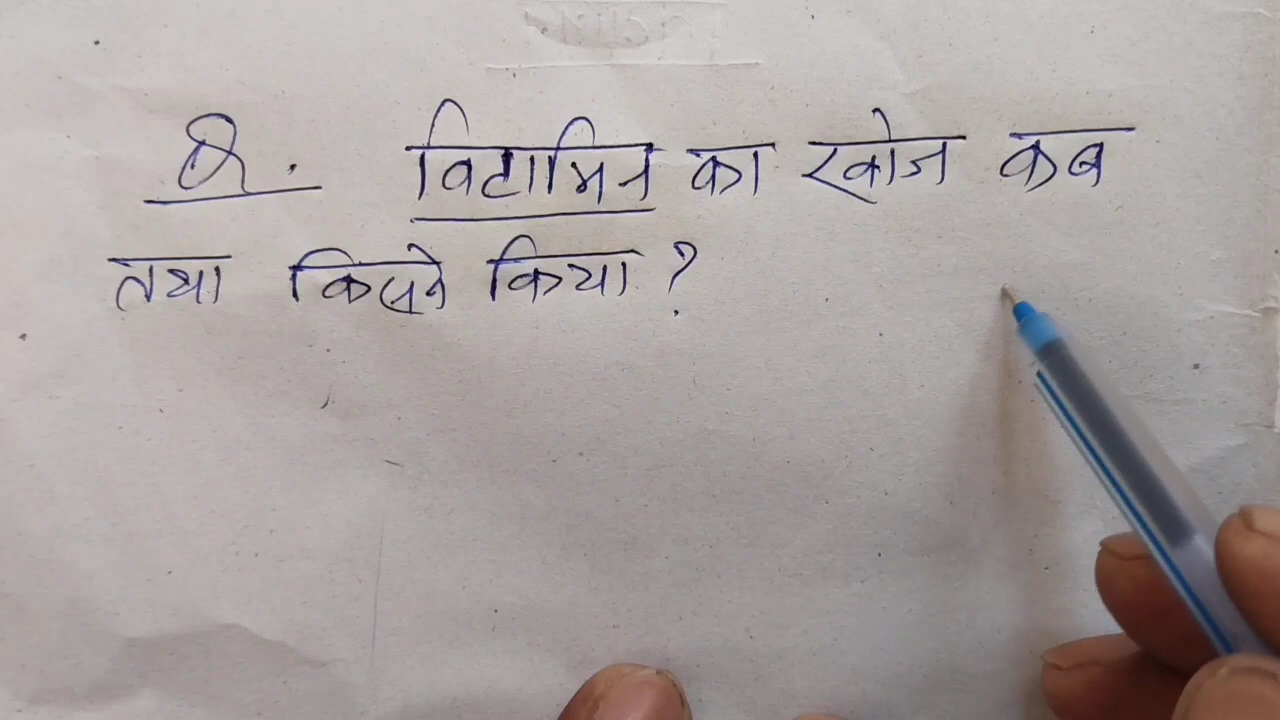 Q. विटामिन का खोज कब
तथा किसने किया ?